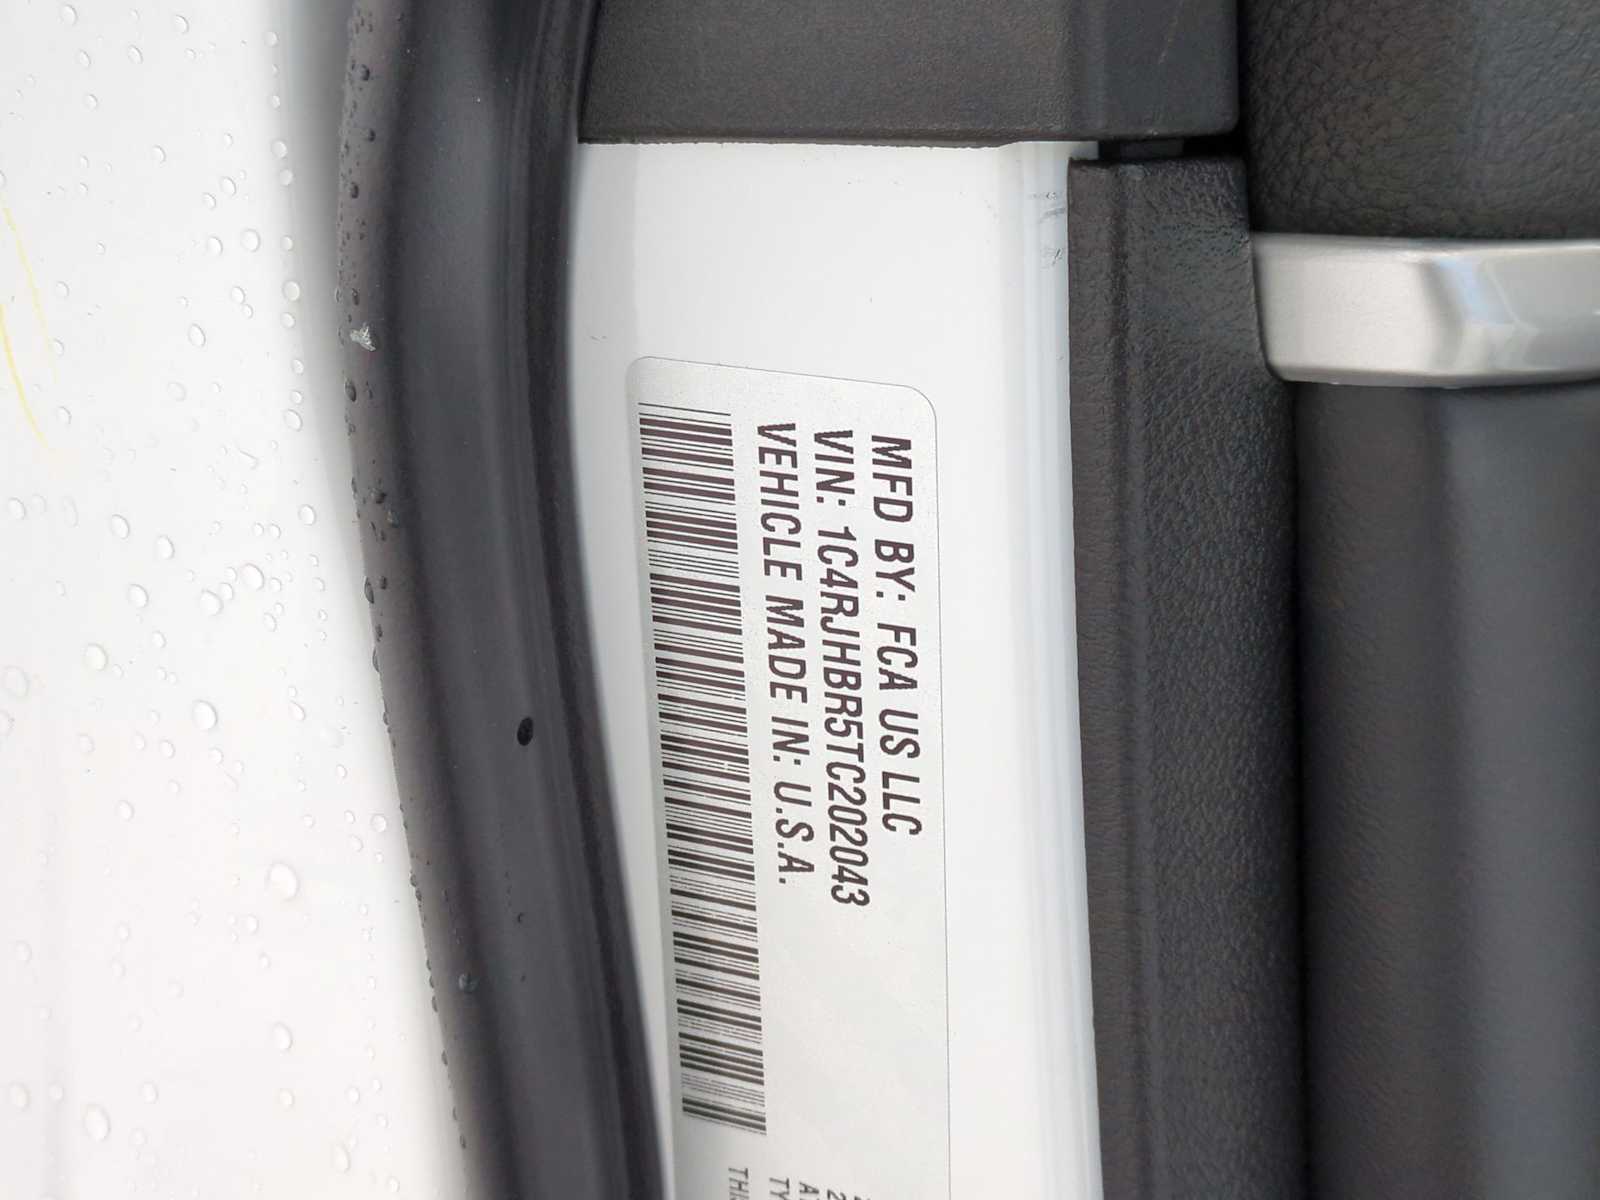 MFD BY: FCA US LLC
VIN: 1C4RJHBR5TC202043
VEHICLE MADE IN: U.S.A.